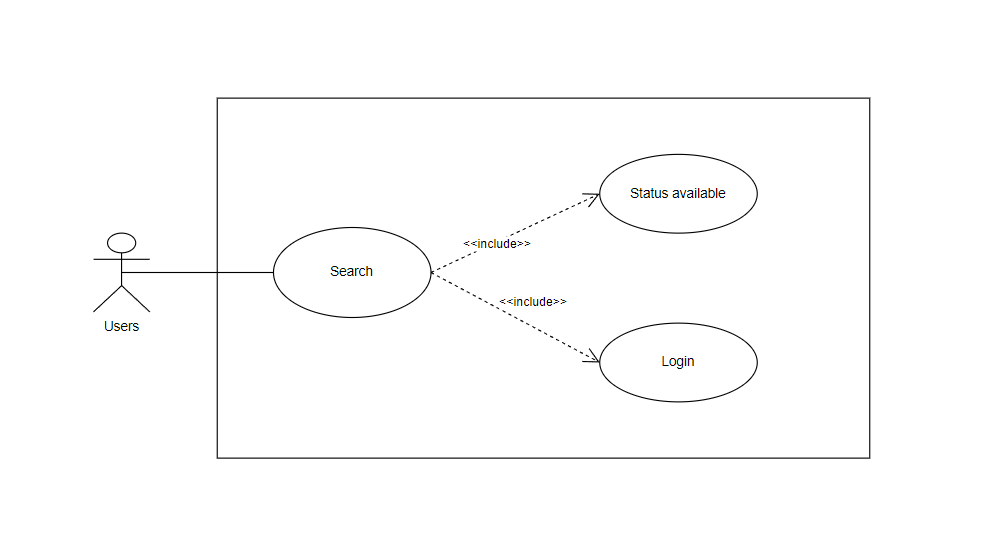 Status available
<<include>>
Search
<<include>>
Users
Login